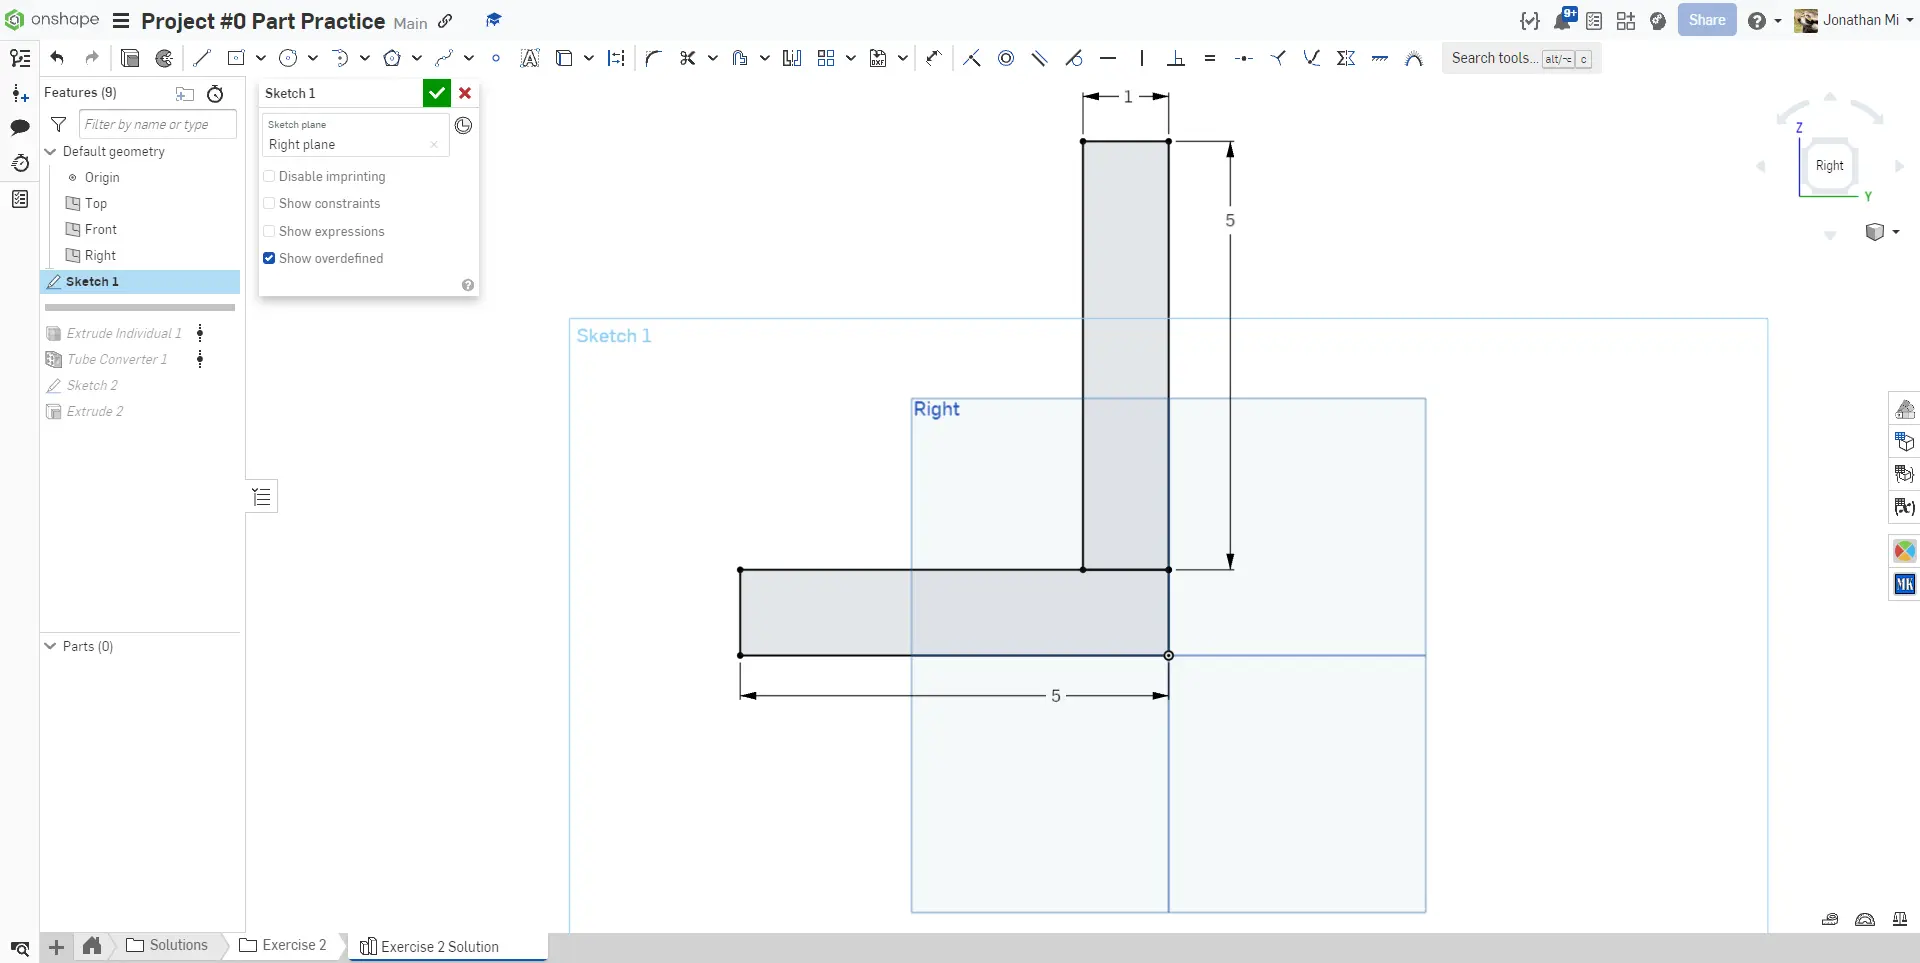 onshape
Project #0 Part Practice Main
9+
Share
Jonathan Mi
Search tools... alt/⌥ c
Features (9)
Filter by name or type
Default geometry
Origin
Top
Front
Right
Sketch 1
Extrude Individual 1
Tube Converter 1
Sketch 2
Extrude 2
Parts (0)
Sketch 1
Sketch plane
Right plane
Disable imprinting
Show constraints
Show expressions
Show overdefined
1
5
Sketch 1
Right
5
Z
Right
Y
MK
Solutions
Exercise 2
Exercise 2 Solution